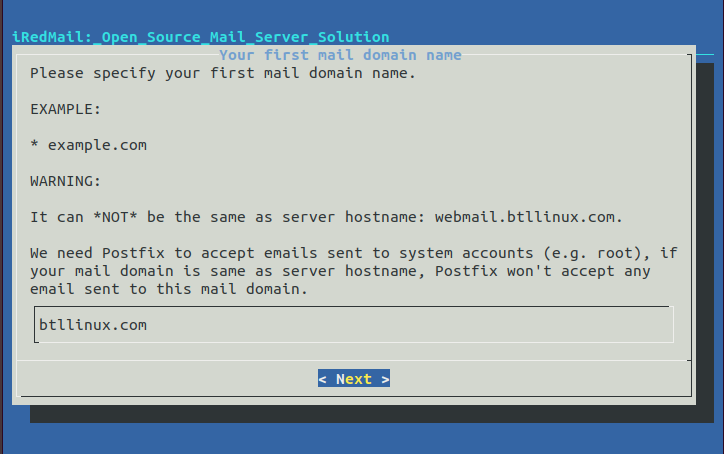 iRedMail:_Open_Source_Mail_Server_Solution
Your first mail domain name
Please specify your first mail domain name.
EXAMPLE:
* example.com
WARNING:
It can *NOT* be the same as server hostname: webmail.btllinux.com.
We need Postfix to accept emails sent to system accounts (e.g. root), if
your mail domain is same as server hostname, Postfix won't accept any
email sent to this mail domain.
btllinux.com
< Next >